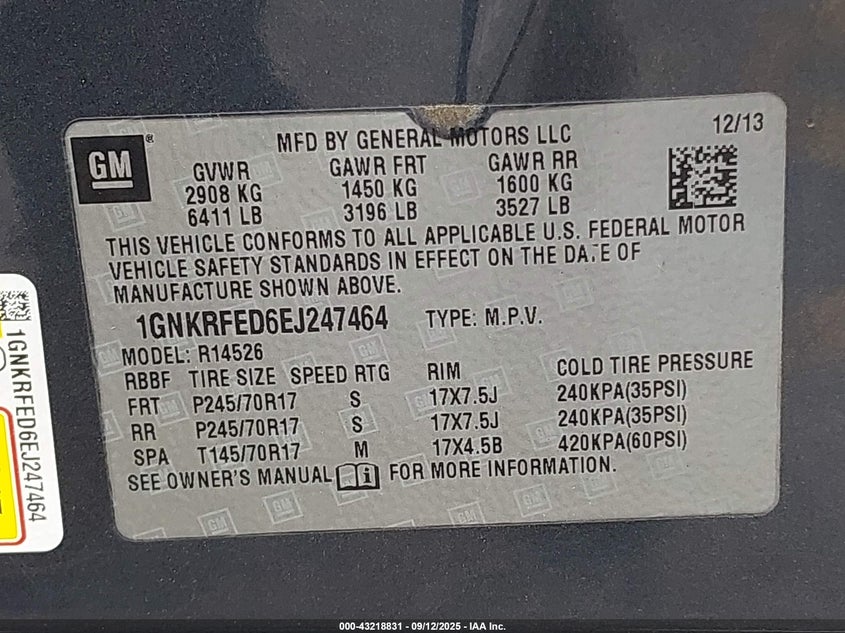 GM
®
MFD BY GENERAL MOTORS LLC
12/13
GVWR GAWR FRT GAWR RR
2908 KG 1450 KG 1600 KG
6411 LB 3196 LB 3527 LB
THIS VEHICLE CONFORMS TO ALL APPLICABLE U.S. FEDERAL MOTOR
VEHICLE SAFETY STANDARDS IN EFFECT ON THE DATE OF
MANUFACTURE SHOWN ABOVE.
1GNKRFED6EJ247464 TYPE: M.P.V.
MODEL: R14526
RBBF TIRE SIZE SPEED RTG RIM COLD TIRE PRESSURE
FRT P245/70R17 S 17X7.5J 240KPA(35PSI)
RR P245/70R17 S 17X7.5J 240KPA(35PSI)
SPA T145/70R17 M 17X4.5B 420KPA(60PSI)
SEE OWNER'S MANUAL i FOR MORE INFORMATION.
1GNKRFED6EJ247464
000-43218831 - 09/12/2025 - IAA Inc.